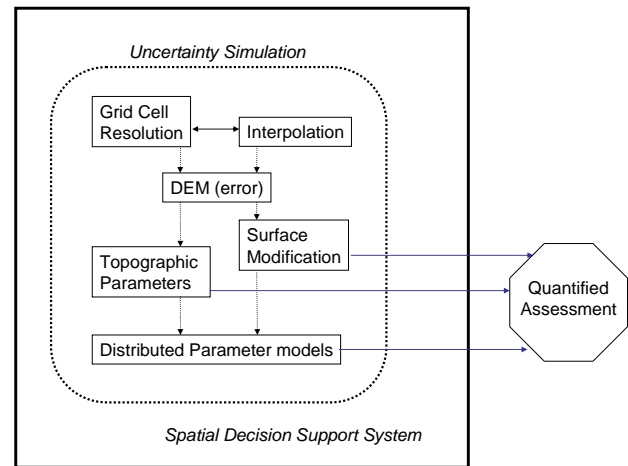 Uncertainty Simulation
Grid Cell
Resolution
Interpolation
DEM (error)
Surface
Modification
Topographic
Parameters
Quantified
Assessment
Distributed Parameter models
Spatial Decision Support System